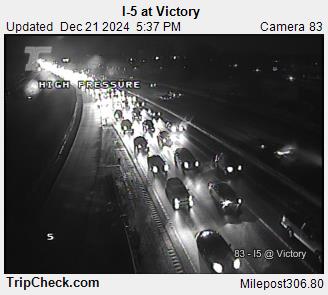 I-5 at Victory
Updated Dec 21 2024 5:37 PM Camera 83
HIGH PRESSURE
S
83 - I5 @ Victory
TripCheck.com Milepost306.80